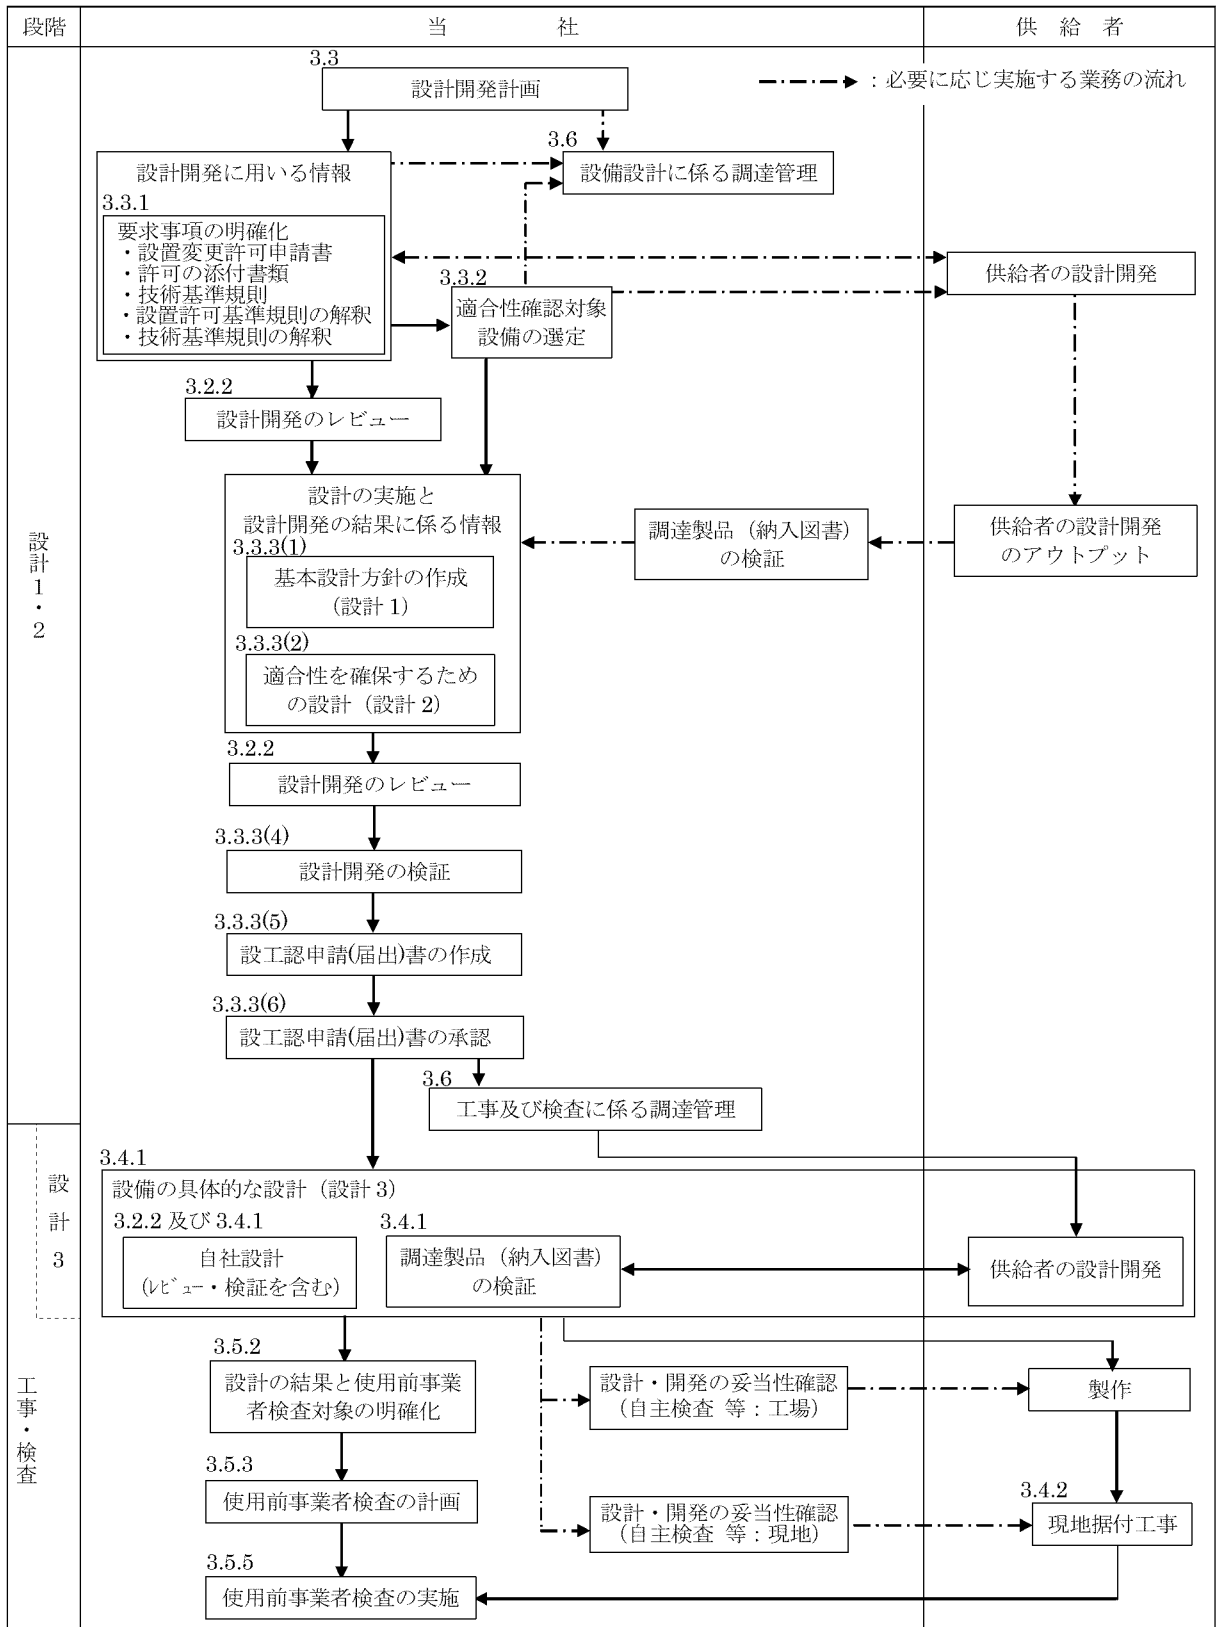 段階
当　　社
供　給　者
3.3
設計開発計画
：必要に応じ実施する業務の流れ
3.6
設備設計に係る調達管理
設計開発に用いる情報
3.3.1
要求事項の明確化
・設置変更許可申請書
・許可の添付書類
・技術基準規則
・設置許可基準規則の解釈
・技術基準規則の解釈
3.3.2
適合性確認対象
設備の選定
供給者の設計開発
3.2.2
設計開発のレビュー
設計の実施と
設計開発の結果に係る情報
3.3.3(1)
基本設計方針の作成
（設計 1）
3.3.3(2)
適合性を確保するため
の設計（設計 2）
調達製品（納入図書）
の検証
供給者の設計開発
のアウトプット
設計１・２
3.2.2
設計開発のレビュー
3.3.3(4)
設計開発の検証
3.3.3(5)
設工認申請(届出)書の作成
3.3.3(6)
設工認申請(届出)書の承認
3.6
工事及び検査に係る調達管理
設計３
3.4.1
設備の具体的な設計（設計 3）
3.2.2 及び 3.4.1
自社設計
(ﾚﾋﾞｭｰ・検証を含む)
3.4.1
調達製品（納入図書）
の検証
供給者の設計開発
工事・検査
3.5.2
設計の結果と使用前事業
者検査対象の明確化
設計・開発の妥当性確認
（自主検査 等：工場）
製作
3.5.3
使用前事業者検査の計画
設計・開発の妥当性確認
（自主検査 等：現地）
3.4.2
現地据付工事
3.5.5
使用前事業者検査の実施